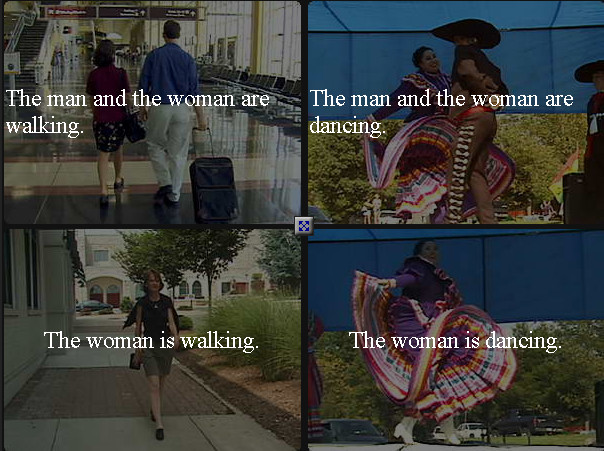 The man and the woman are
walking.
The man and the woman are
dancing.
The woman is walking.
The woman is dancing.